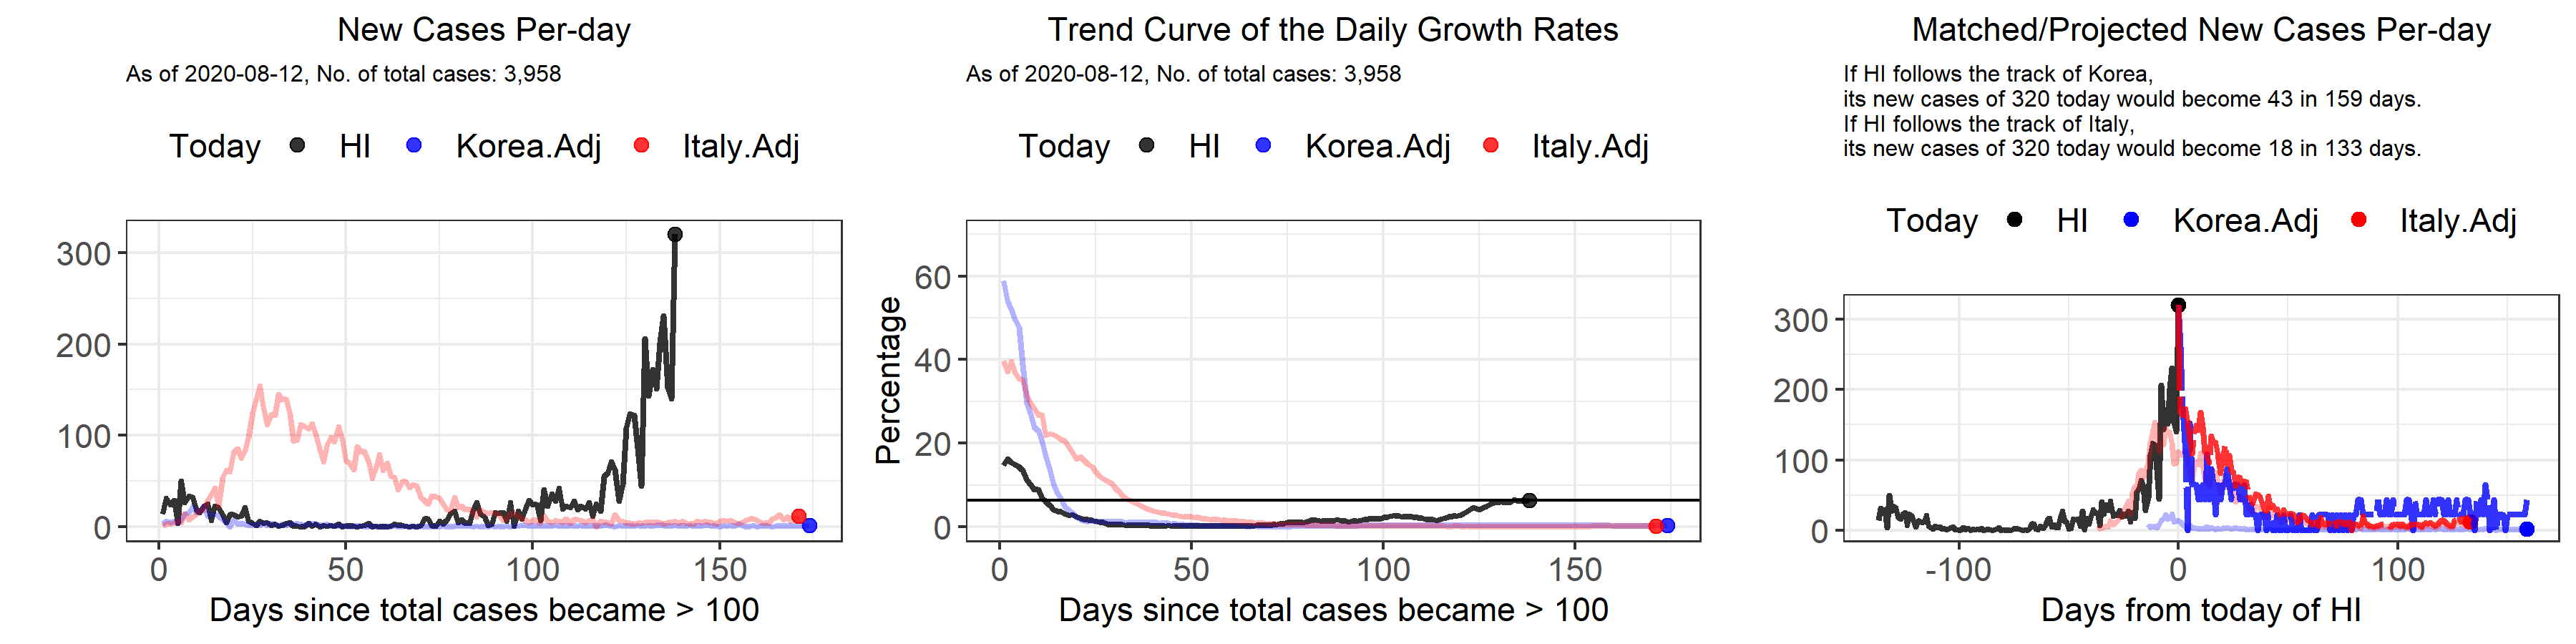 New Cases Per-day
As of 2020-08-12, No. of total cases: 3,958
Today HI Korea.Adj Italy.Adj
300
200
100
0
0 50 100 150
Days since total cases became > 100
Trend Curve of the Daily Growth Rates
As of 2020-08-12, No. of total cases: 3,958
Today HI Korea.Adj Italy.Adj
Percentage
60
40
20
0
0 50 100 150
Days since total cases became > 100
Matched/Projected New Cases Per-day
If HI follows the track of Korea,
its new cases of 320 today would become 43 in 159 days.
If HI follows the track of Italy,
its new cases of 320 today would become 18 in 133 days.
Today HI Korea.Adj Italy.Adj
300
200
100
0
-100 0 100
Days from today of HI